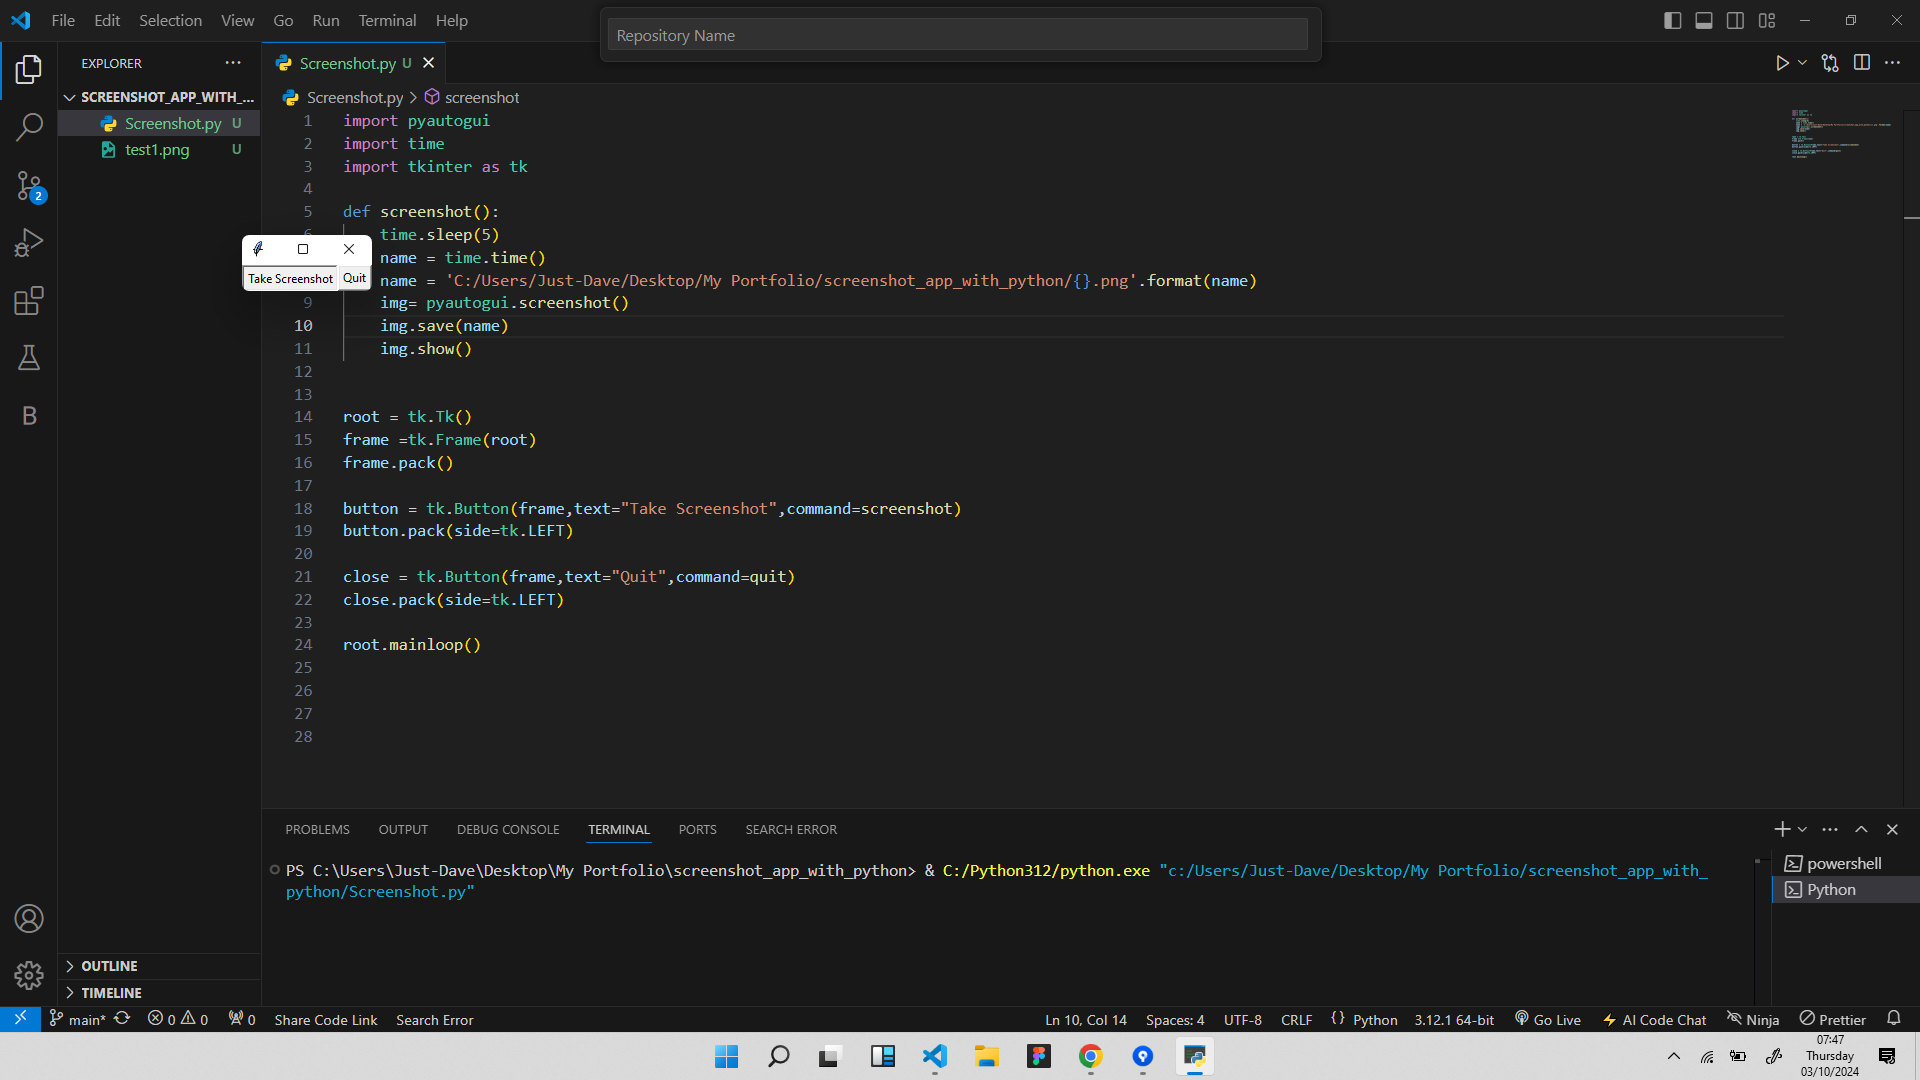 File Edit Selection View Go Run Terminal Help
Repository Name
EXPLORER
SCREENSHOT_APP_WITH_...
Screenshot.py U
test1.png U
2
B
OUTLINE
TIMELINE
Screenshot.py U
Screenshot.py > screenshot
1 import pyautogui
2 import time
3 import tkinter as tk
4
5 def screenshot():
time.sleep(5)
name = time.time()
name = 'C:/Users/Just-Dave/Desktop/My Portfolio/screenshot_app_with_python/{}.png'.format(name)
9 img= pyautogui.screenshot()
10 img.save(name)
11 img.show()
12
13
14 root = tk.Tk()
15 frame =tk.Frame(root)
16 frame.pack()
17
18 button = tk.Button(frame,text="Take Screenshot",command=screenshot)
19 button.pack(side=tk.LEFT)
20
21 close = tk.Button(frame,text="Quit",command=quit)
22 close.pack(side=tk.LEFT)
23
24 root.mainloop()
25
26
27
28
Take Screenshot Quit
PROBLEMS OUTPUT DEBUG CONSOLE TERMINAL PORTS SEARCH ERROR
PS C:\Users\Just-Dave\Desktop\My Portfolio\screenshot_app_with_python> & C:/Python312/python.exe "c:/Users/Just-Dave/Desktop/My Portfolio/screenshot_app_with_
python/Screenshot.py"
powershell
Python
main* 0 0 0 Share Code Link Search Error Ln 10, Col 14 Spaces: 4 UTF-8 CRLF {} Python 3.12.1 64-bit Go Live AI Code Chat Ninja Prettier
07:47
Thursday
03/10/2024